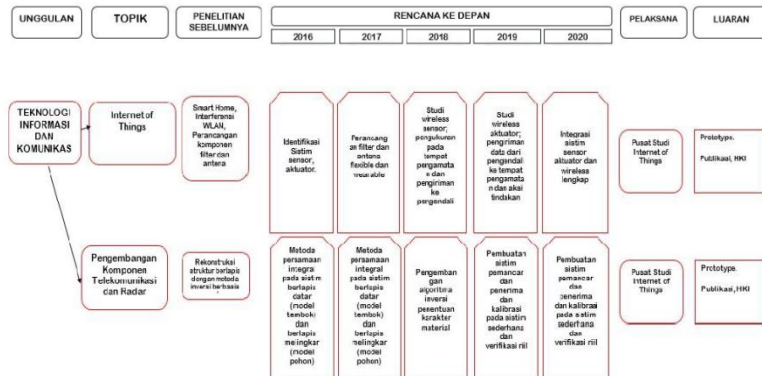 UNGGULAN
TOPIK
PENELITIAN
SEBELUMNYA
RENCANA KE DEPAN
2016
2017
2018
2019
2020
PELAKSANA
LUARAN
TEKNOLOGI
INFORMASI
DAN
KOMUNIKAS
Internet of
Things
Smart Home,
Interferensi
WLAN,
Perancangan
komponen
filter dan
antena
Identifikasi
Sistim
sensor,
aktuator.
Perancang
an filter dan
antena
flexible dan
wearable
Studi
wireless
sensor;
pengukuran
pada
tempat
pengamata
n dan
pengiriman
ke
pengendali
Studi
wireless
aktuator;
pengiriman
data dari
pengendali
ke tempat
pengamata
n dan aksi
tindakan
Integrasi
sistim
sensor
aktuator dan
wireless
lengkap
Pusat Studi
Internet of
Things
Prototype.
Publikasi, HKI
Pengembangan
Komponen
Telekomunikasi
dan Radar
Rekonstruksi
struktur berlapis
dengan metoda
inversi berbasis
Metoda
persamaan
integral
pada sistim
berlapis
datar
(model
tembok)
dan
berlapis
melingkar
(model
pohon)
Metoda
persamaan
integral pada
sistim
berlapis
datar (model
tembok) dan
berlapis
melingkar
(model
pohon)
Pengemban
gan
algoritma
inversi
penentuan
karakter
material
Pembuatan
sistim
pemancar
dan
penerima
dan
kalibrasi
pada sistim
sederhana
dan
verifikasi riil
Pembuatan
sistim
pemancar
dan
penerima
dan kalibrasi
pada sistim
sederhana
dan
verifikasi riil
Pusat Studi
Internet of
Things
Prototype.
Publikasi, HKI